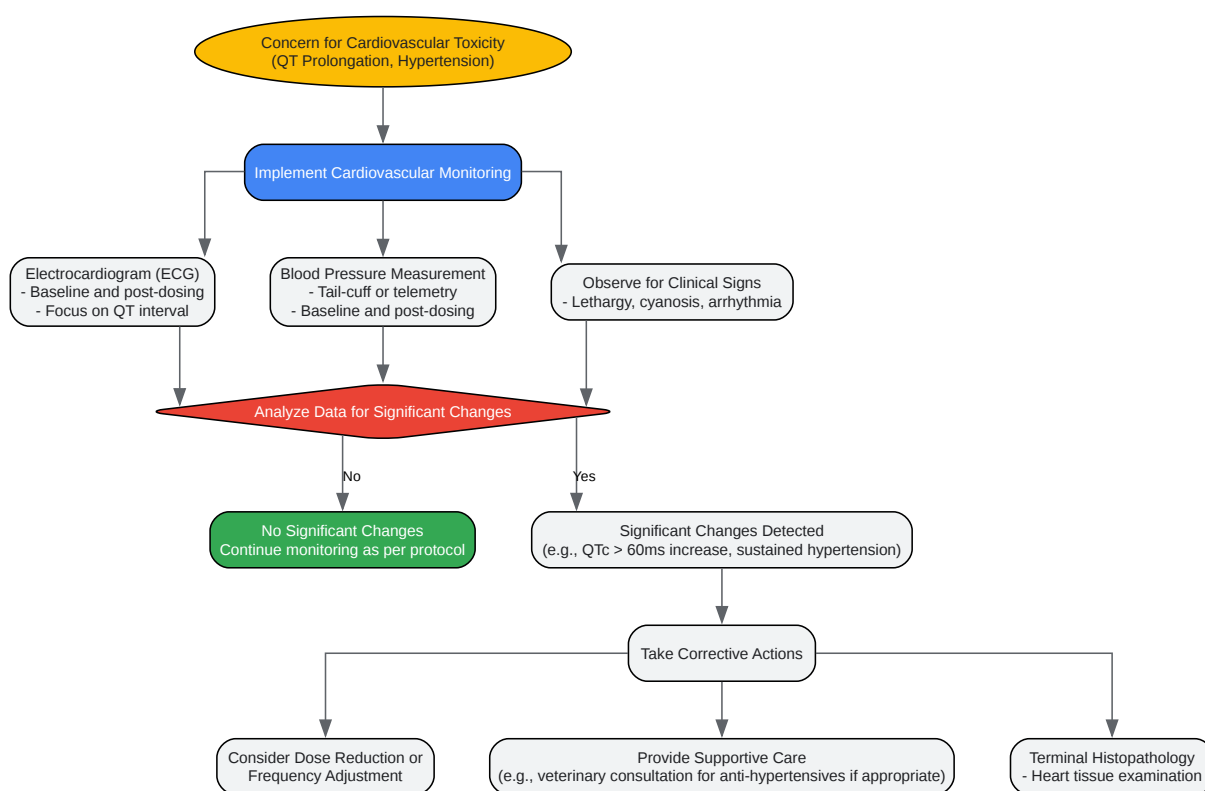 Concern for Cardiovascular Toxicity
(QT Prolongation, Hypertension)
Implement Cardiovascular Monitoring
Electrocardiogram (ECG)
- Baseline and post-dosing
- Focus on QT interval
Blood Pressure Measurement
- Tail-cuff or telemetry
- Baseline and post-dosing
Observe for Clinical Signs
- Lethargy, cyanosis, arrhythmia
Analyze Data for Significant Changes
No
Yes
No Significant Changes
Continue monitoring as per protocol
Significant Changes Detected
(e.g., QTc > 60ms increase, sustained hypertension)
Take Corrective Actions
Consider Dose Reduction or
Frequency Adjustment
Provide Supportive Care
(e.g., veterinary consultation for anti-hypertensives if appropriate)
Terminal Histopathology
- Heart tissue examination